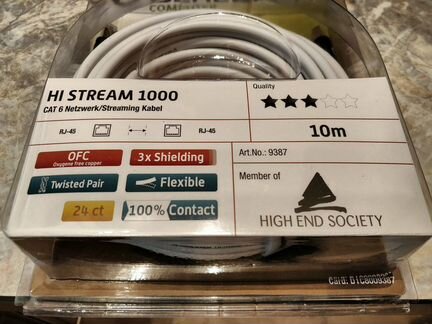 HI STREAM 1000
CAT 6 Netzwerk/Streaming Kabel
RJ-45
RJ-45
OFC
Oxygene free copper
3x Shielding
Twisted Pair
Flexible
24 ct
100% Contact
Quality
10m
Art.No.: 9387
Member of
HIGH END SOCIETY